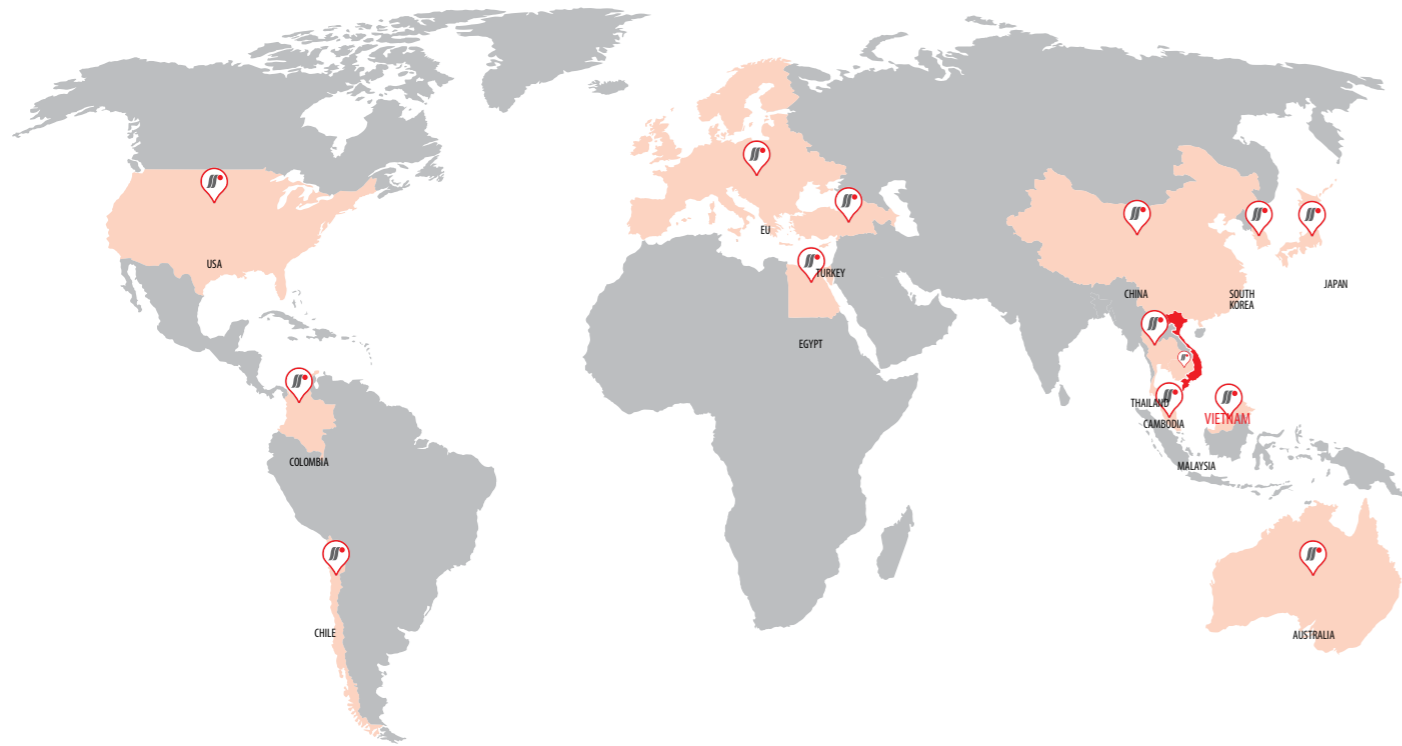 EU
USA
TURKEY
JAPAN
CHINA
SOUTH
KOREA
EGYPT
THAILAND
VIETNAM
CAMBODIA
COLOMBIA
MALAYSIA
CHILE
AUSTRALIA